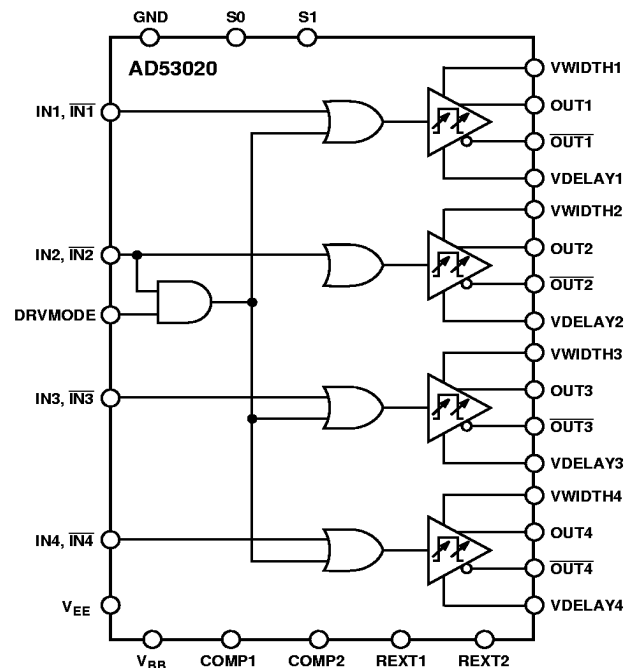 GND S0 S1
AD53020
VWIDTH1
IN1, IN1
OUT1
OUT1
VDELAY1
VWIDTH2
IN2, IN2
OUT2
OUT2
DRVMODE
VDELAY2
VWIDTH3
IN3, IN3
OUT3
OUT3
VDELAY3
VWIDTH4
IN4, IN4
OUT4
OUT4
VEE
VDELAY4
VBB COMP1 COMP2 REXT1 REXT2